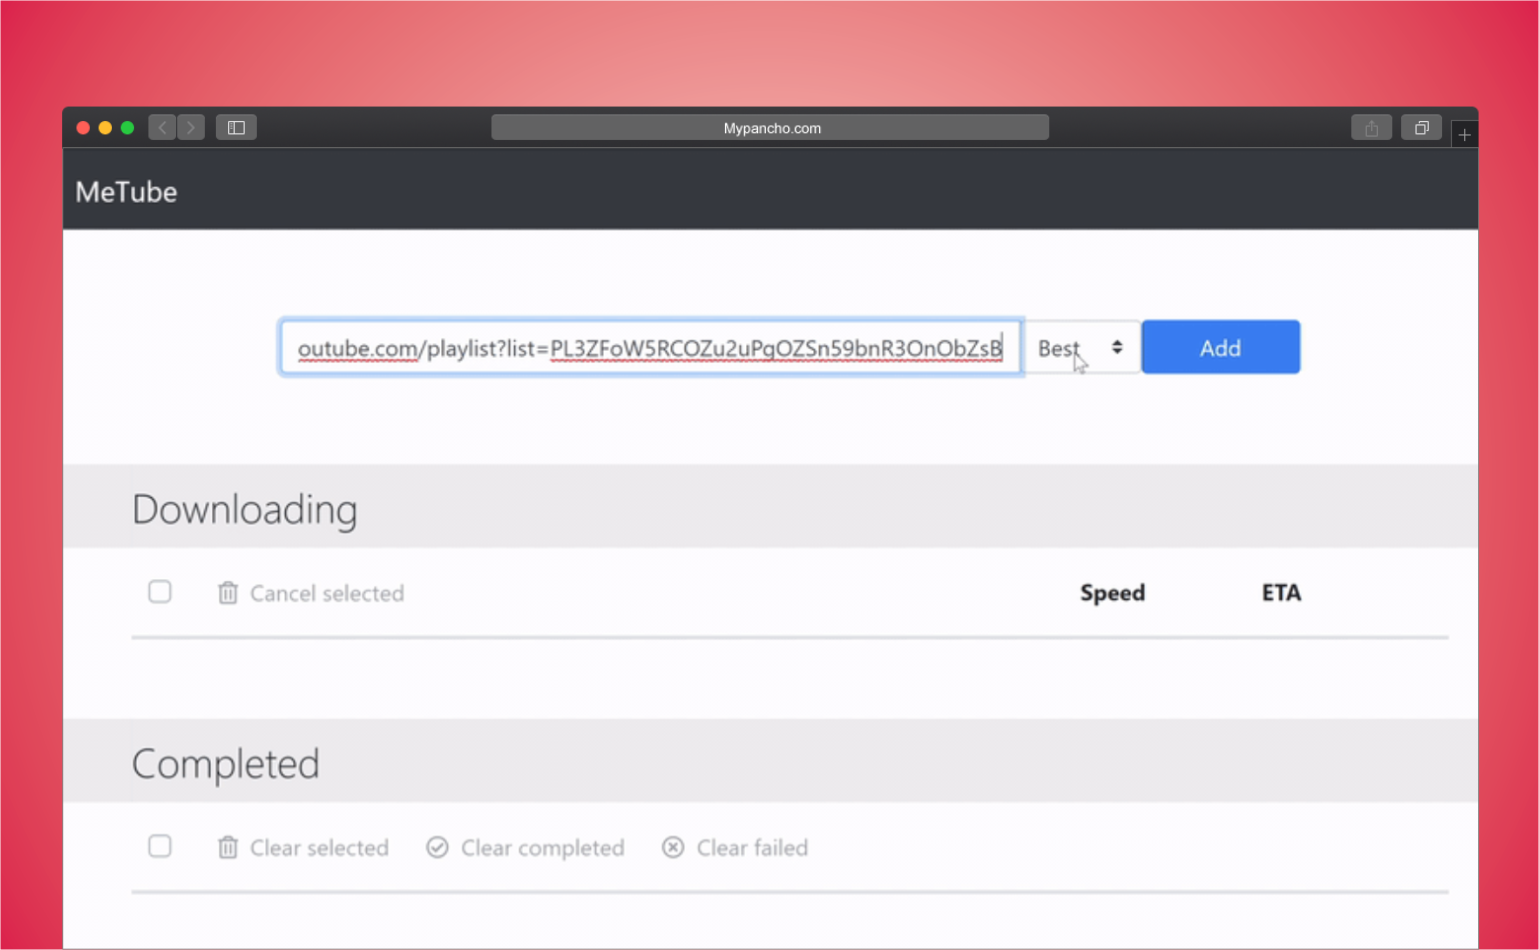 Mypancho.com
MeTube
outube.com/playlist?list=PL3ZFoW5RCOZu2uPgOZSn59bnR3OnObZsB Best Add
Downloading
Cancel selected Speed ETA
Completed
Clear selected Clear completed Clear failed